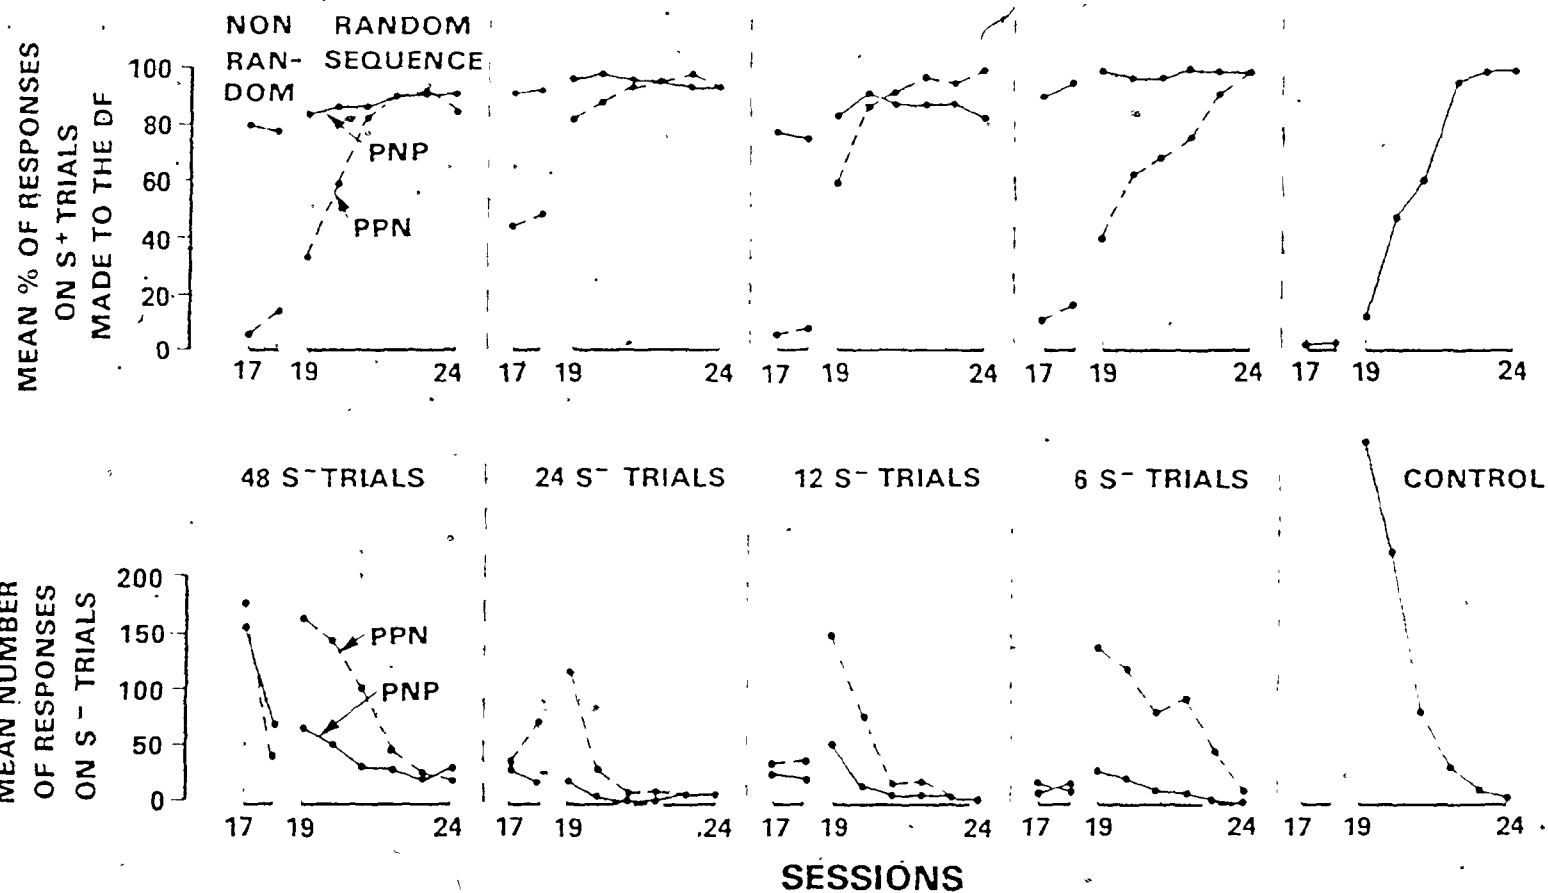 NON RANDOM
RAN- SEQUENCE
DOM
MEAN % OF RESPONSES
ON S+ TRIALS
MADE TO THE DF
100
80
60
40
20
0
PNP
PPN
17 19 24
17 19 24
17 19 24
17 19 24
17 19 24
48 S- TRIALS
24 S- TRIALS
12 S- TRIALS
6 S- TRIALS
CONTROL
MEAN NUMBER
OF RESPONSES
ON S- TRIALS
200
150
100
50
0
PPN
PNP
17 19 24
17 19 24
17 19 24
17 19 24
17 19 24
SESSIONS